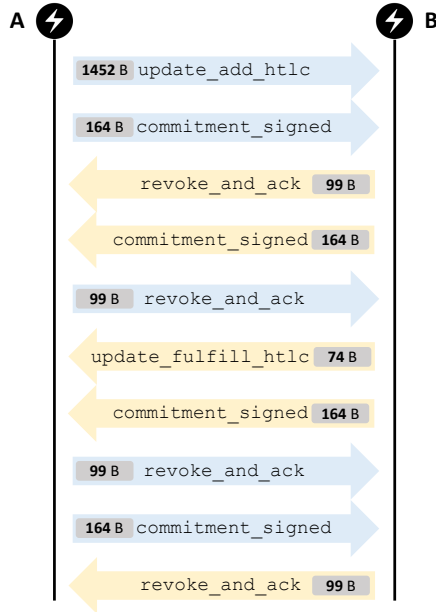 A B
1452 B update_add_htlc
164 B commitment_signed
revoke_and_ack 99 B
commitment_signed 164 B
99 B revoke_and_ack
update_fulfill_htlc 74 B
commitment_signed 164 B
99 B revoke_and_ack
164 B commitment_signed
revoke_and_ack 99 B